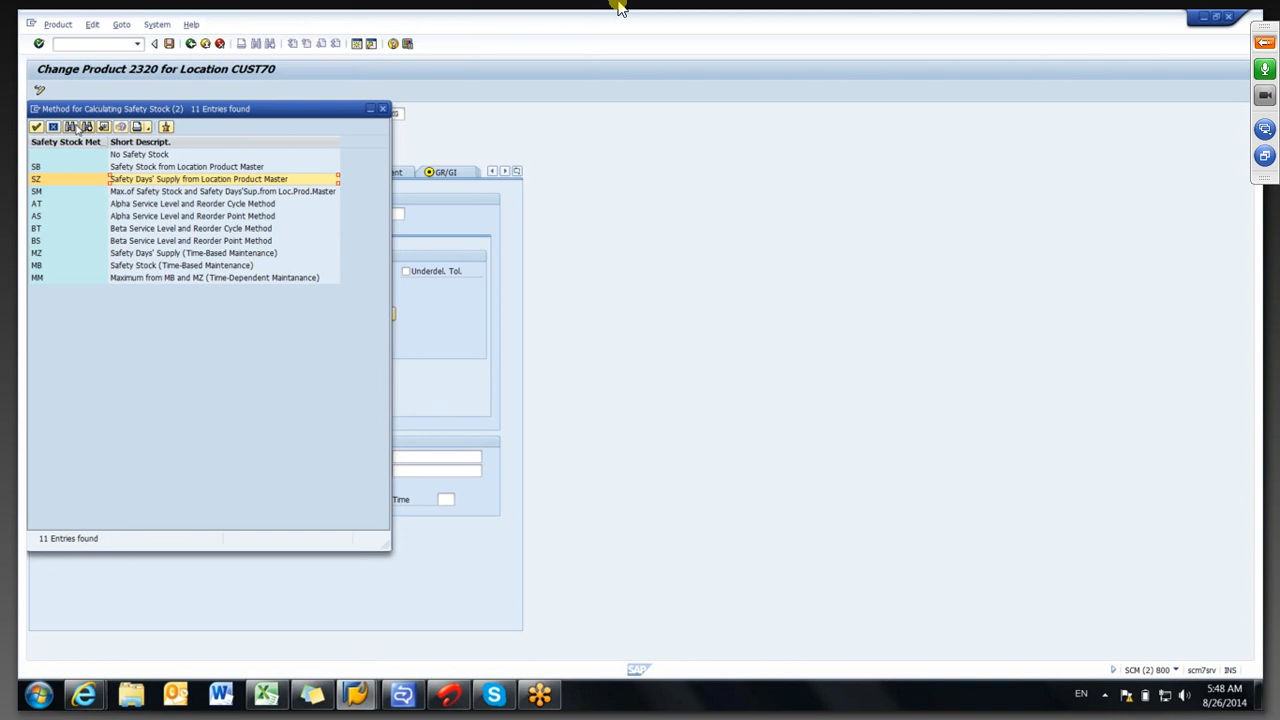 Product Edit Goto System Help
Change Product 2320 for Location CUST70
Method for Calculating Safety Stock (2) 11 Entries found
Safety Stock Met Short Descript.
No Safety Stock
SB Safety Stock from Location Product Master
SZ Safety Days' Supply from Location Product Master
SM Max.of Safety Stock and Safety Days'Sup.from Loc.Prod.Master
AT Alpha Service Level and Reorder Cycle Method
AS Alpha Service Level and Reorder Point Method
BT Beta Service Level and Reorder Cycle Method
BS Beta Service Level and Reorder Point Method
MZ Safety Days' Supply (Time-Based Maintenance)
MB Safety Stock (Time-Based Maintenance)
MM Maximum from MB and MZ (Time-Dependent Maintanance)
11 Entries found
GR/GI
Underdel. Tol.
Time
SAP
SCM (2) 800 scm7srv INS
EN
5:48 AM
8/26/2014